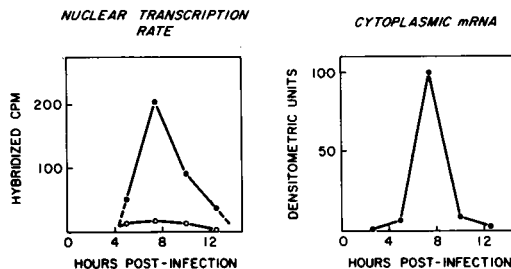 NUCLEAR TRANSCRIPTION
RATE
HYBRIDIZED CPM
200
100
0
4
8
12
HOURS POST-INFECTION
CYTOPLASMIC mRNA
DENSITOMETRIC UNITS
100
50
0
4
8
12
HOURS POST-INFECTION